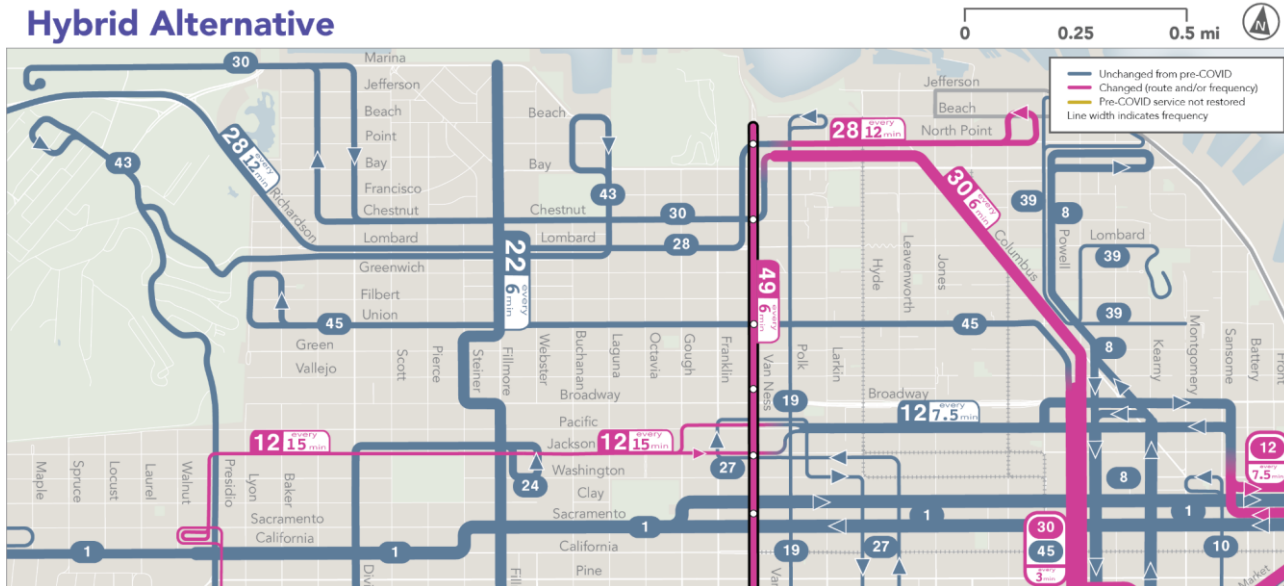 Hybrid Alternative
0 0.25 0.5 mi
N
Unchanged from pre-COVID
Changed (route and/or frequency)
Pre-COVID service not restored
Line width indicates frequency
30
Marina
Jefferson
Beach
Point
Bay
Francisco
Chestnut
Lombard
Greenwich
Filbert
Union
Green
Vallejo
43
28 every 12 min
Richardson
Beach
Bay
43
Chestnut
30
Lombard
28
22 every 6 min
45
28 every 12 min
Jefferson
Beach
North Point
30 every 6 min
Columbus
39
8
Powell
Lombard
39
39
49 every 6 min
Hyde
Leavenworth
Jones
45
8
Scott
Pierce
Steiner
Fillmore
Webster
Buchanan
Laguna
Octavia
Gough
Franklin
Van Ness
Polk
Larkin
Kearny
Montgomery
Sansome
Battery
Front
Broadway
Broadway
19
12 every 7.5 min
Pacific
Jackson
Washington
Clay
Sacramento
California
Pine
12 every 15 min
12 every 15 min
27
24
12
every 7.5 min
8
Maple
Spruce
Locust
Laurel
Walnut
Presidio
Lyon
Baker
Sacramento
California
1
1
1
1
1
30
45
every 3 min
19
27
10
Market
Divi
Fill
Va